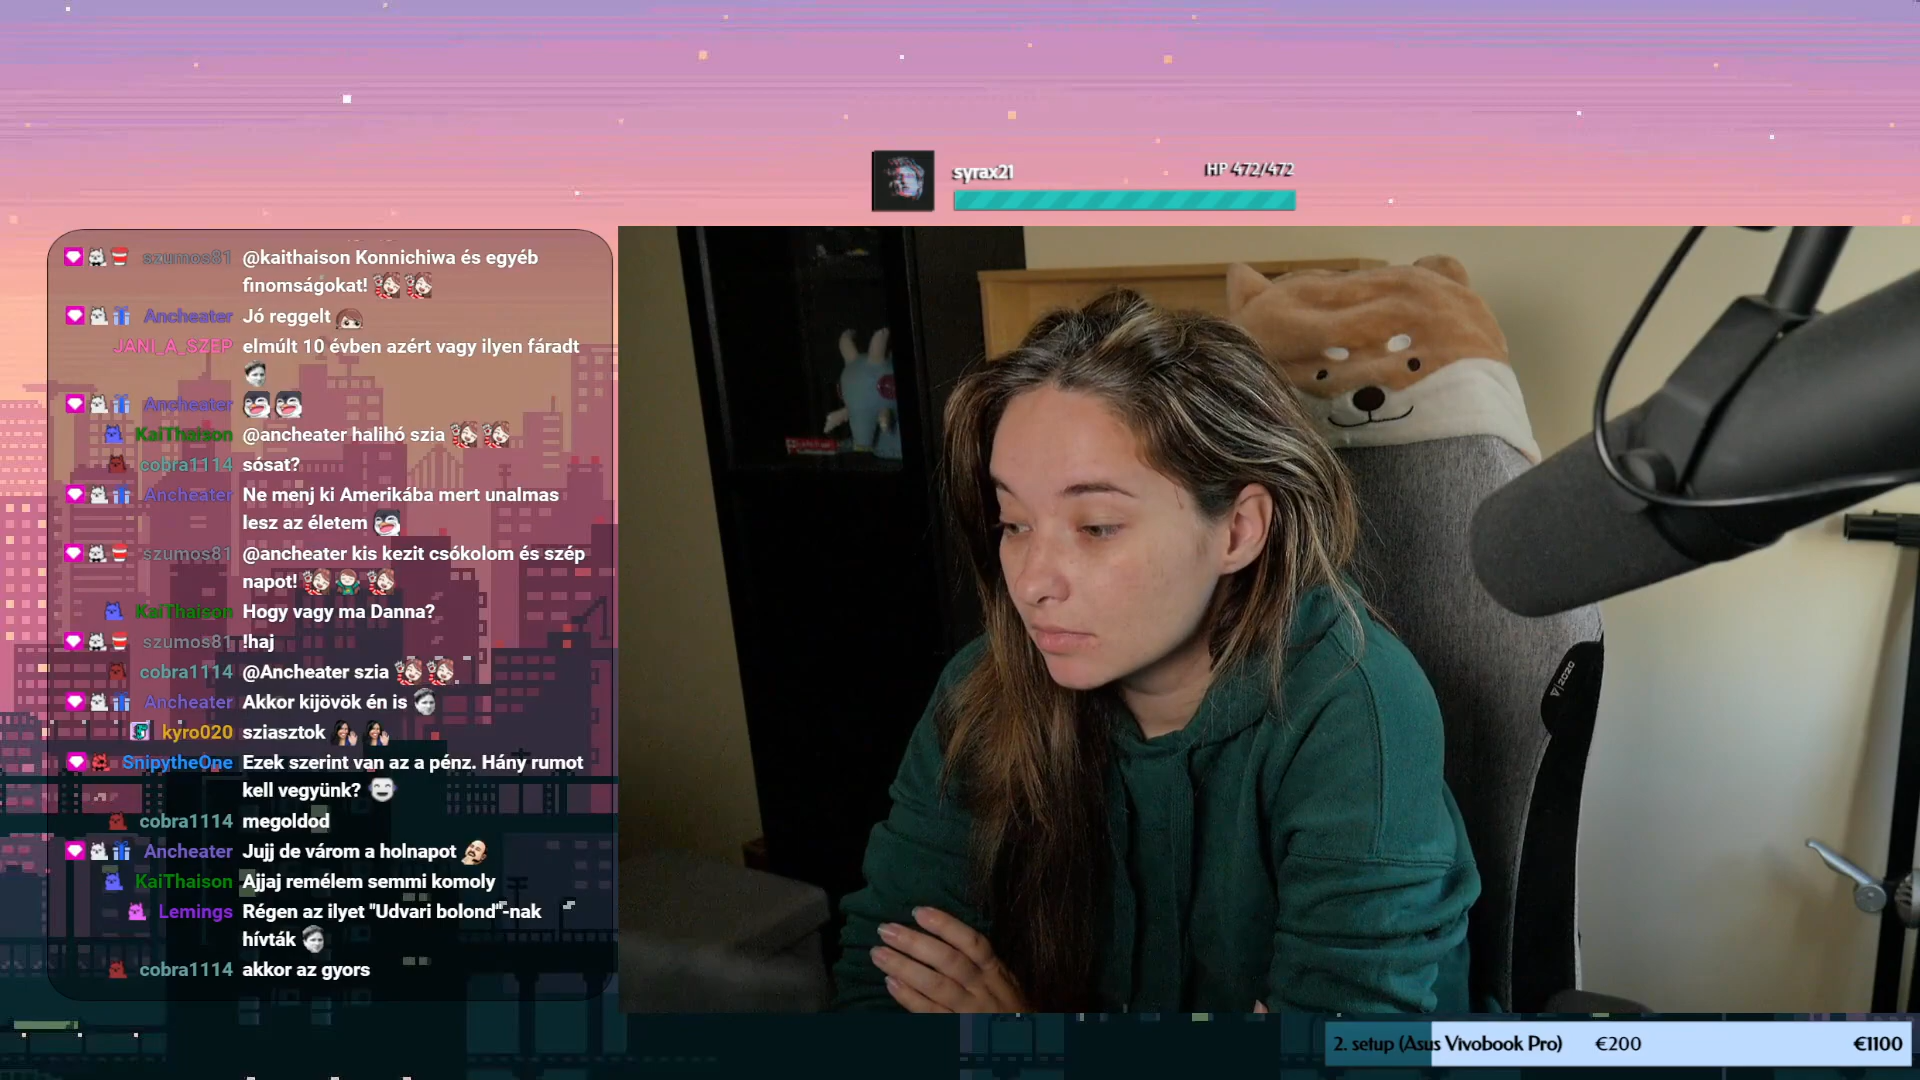 syrax21 HP 472/472
szumos81 @kaithaison Konnichiwa és egyéb
finomságokat!
Ancheater Jó reggelt
JANI_A_SZEP elmúlt 10 évben azért vagy ilyen fáradt
Ancheater
KaiThaison @ancheater halihó szia
cobra1114 sósat?
Ancheater Ne menj ki Amerikába mert unalmas
lesz az életem
szumos81 @ancheater kis kezit csókolom és szép
napot!
KaiThaison Hogy vagy ma Danna?
szumos81 !haj
cobra1114 @Ancheater szia
Ancheater Akkor kijövök én is
kyro020 sziasztok
SnipytheOne Ezek szerint van az a pénz. Hány rumot
kell vegyünk?
cobra1114 megoldod
Ancheater Jujj de várom a holnapot
KaiThaison Ajjaj remélem semmi komoly
Lemings Régen az ilyet "Udvari bolond"-nak
hívták
cobra1114 akkor az gyors
2. setup (Asus Vivobook Pro) €200 €1100